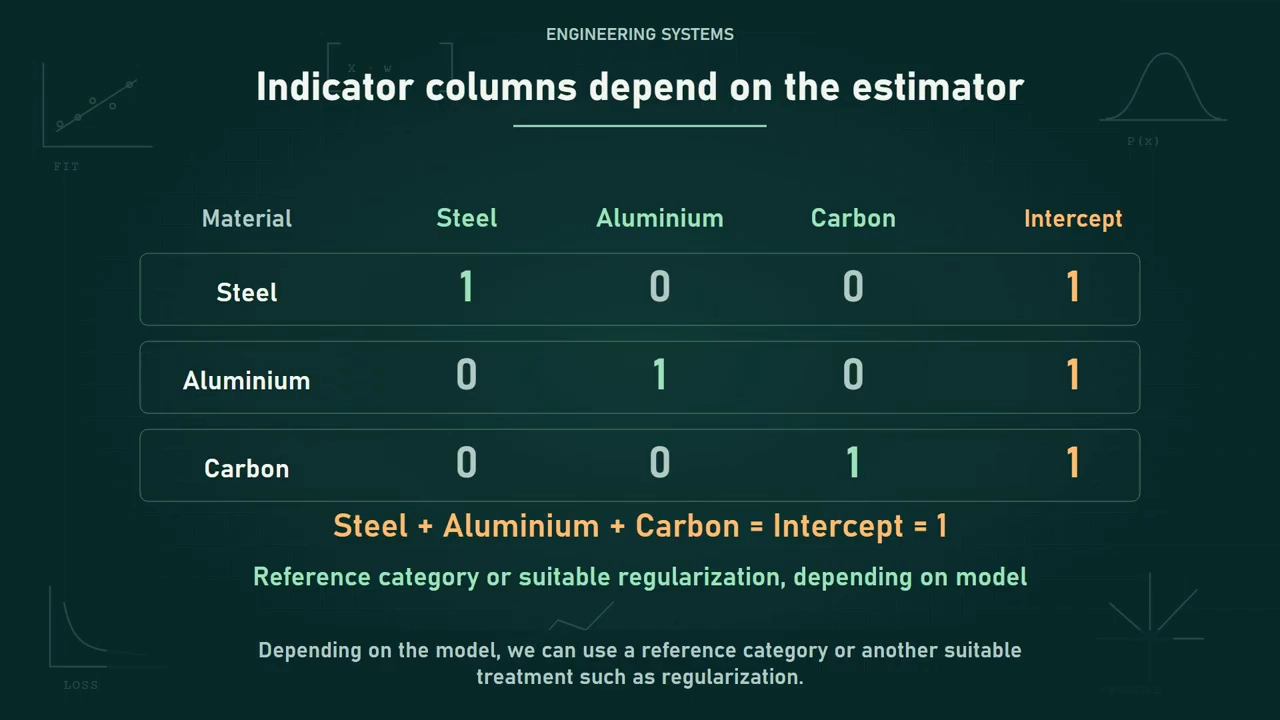 ENGINEERING SYSTEMS
X · w
Indicator columns depend on the estimator
FIT
P(x)
Material Steel Aluminium Carbon Intercept
Steel 1 0 0 1
Aluminium 0 1 0 1
Carbon 0 0 1 1
Steel + Aluminium + Carbon = Intercept = 1
Reference category or suitable regularization, depending on model
Depending on the model, we can use a reference category or another suitable
treatment such as regularization.
LOSS